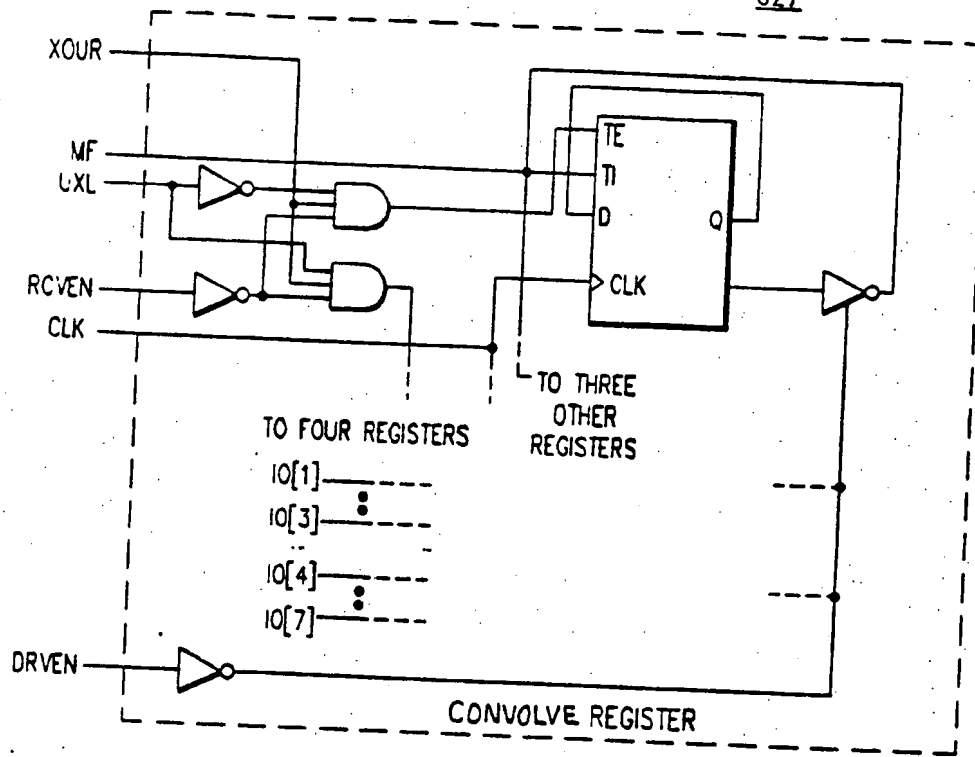 XOUR
MF
UXL
RCVEN
CLK
TE
TI
D
Q
CLK
TO THREE
OTHER
REGISTERS
TO FOUR REGISTERS
IO[1]
IO[3]
IO[4]
IO[7]
DRVEN
CONVOLVE REGISTER